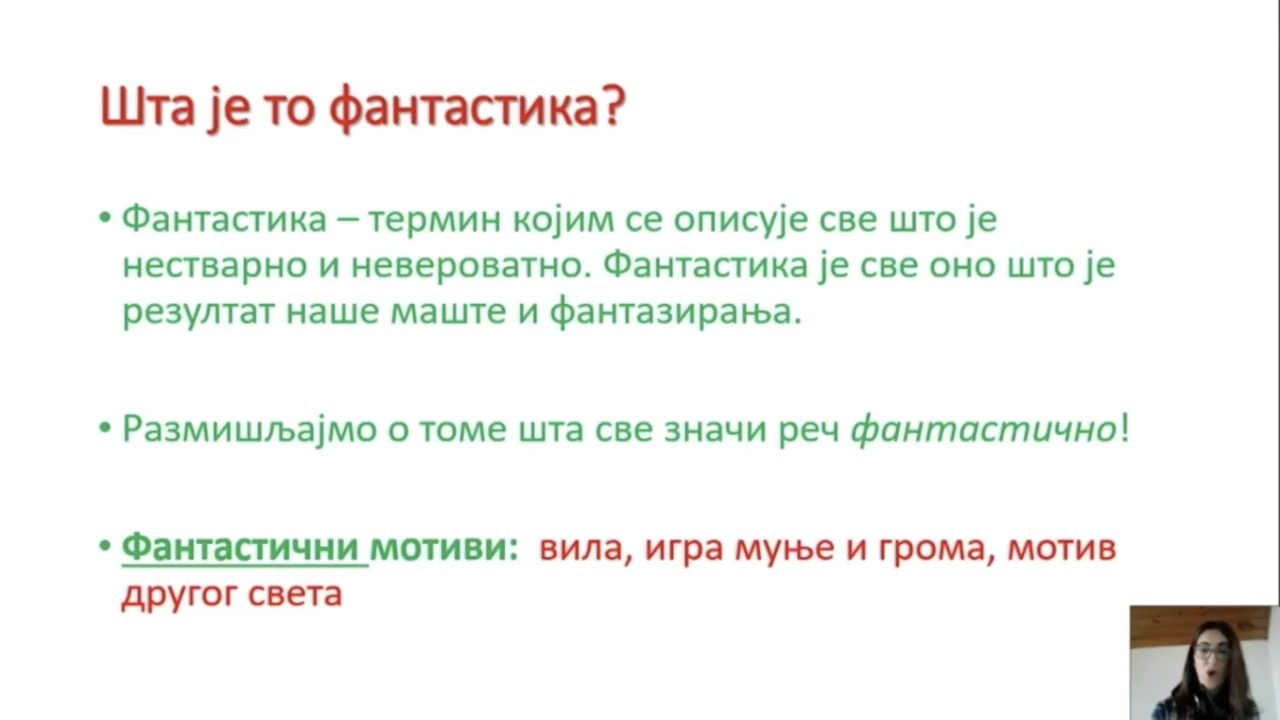 Шта је то фантастика?
• Фантастика – термин којим се описује све што је
нестварно и невероватно. Фантастика је све оно што је
резултат наше маште и фантазирања.
• Размишљајмо о томе шта све значи реч фантастично!
• Фантастични мотиви: вила, игра муње и грома, мотив
другог света